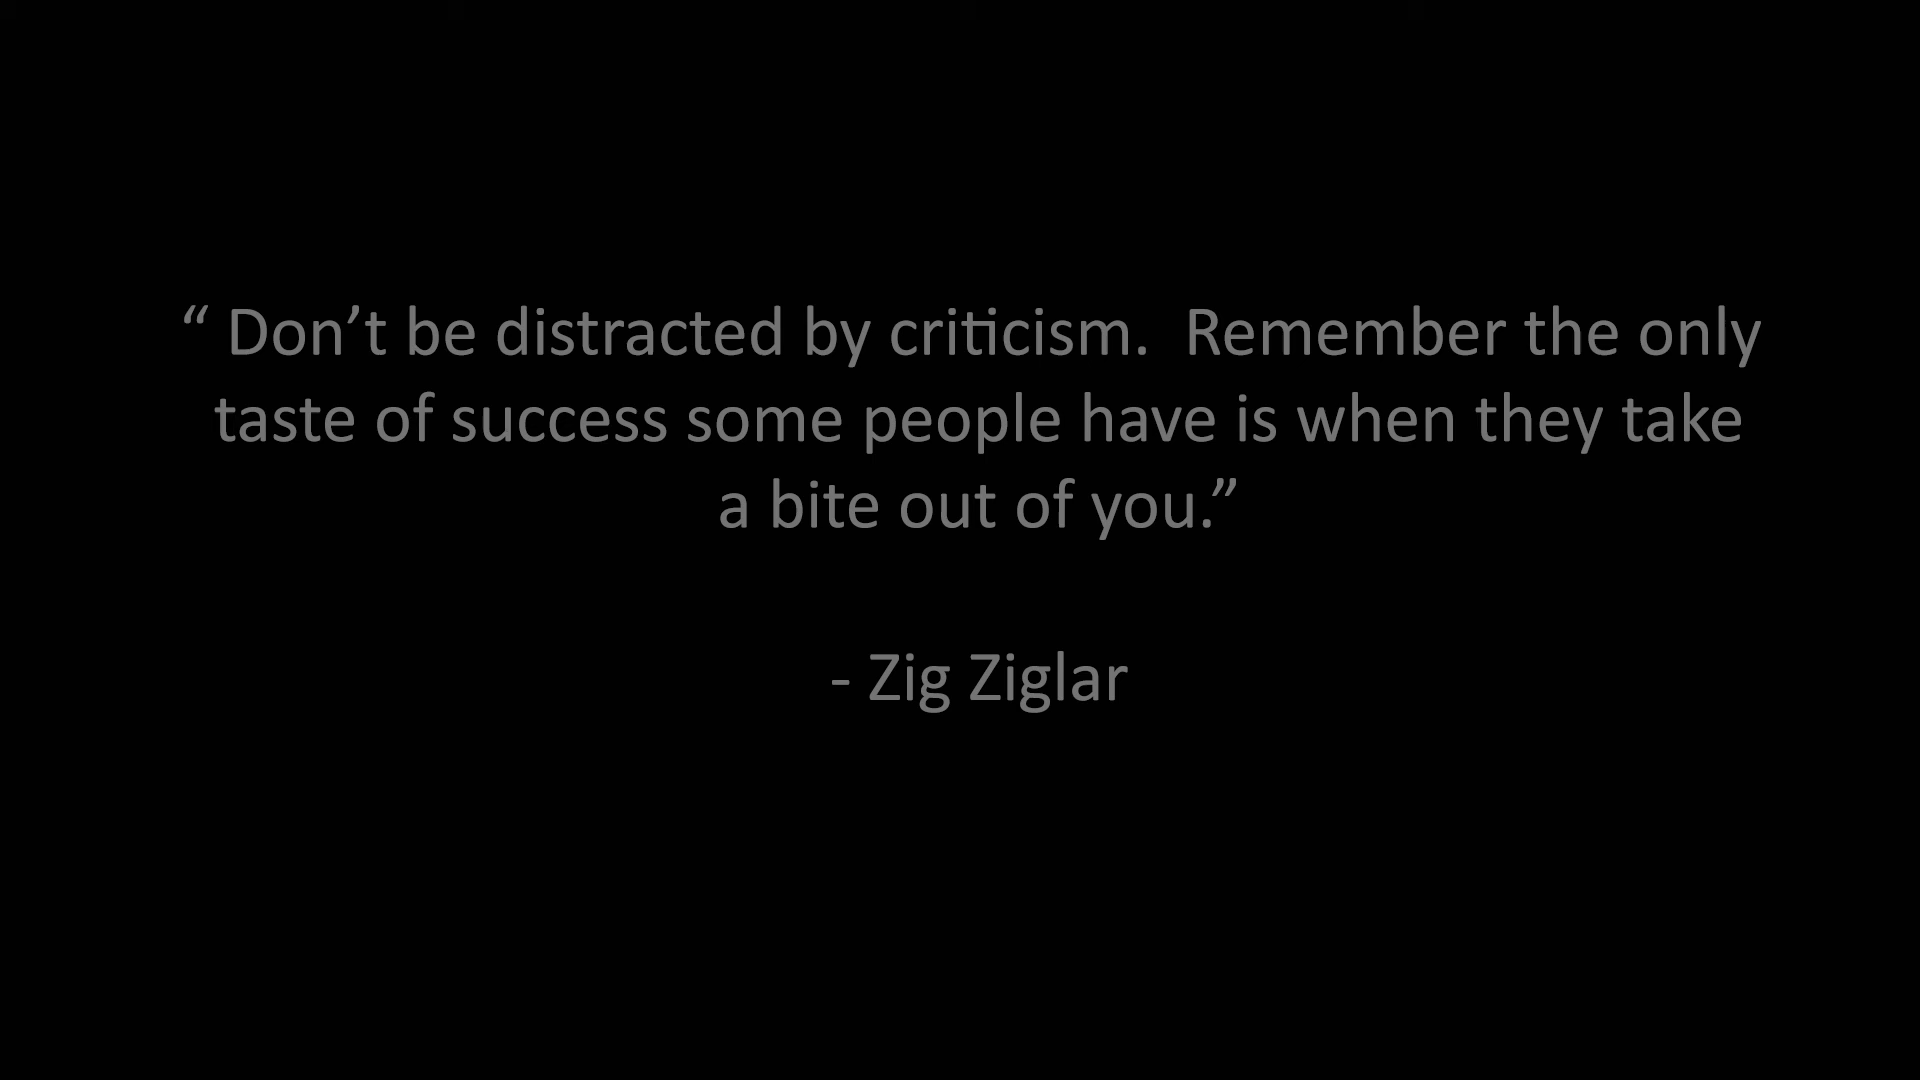 “ Don’t be distracted by criticism.  Remember the only
taste of success some people have is when they take
a bite out of you.”
- Zig Ziglar